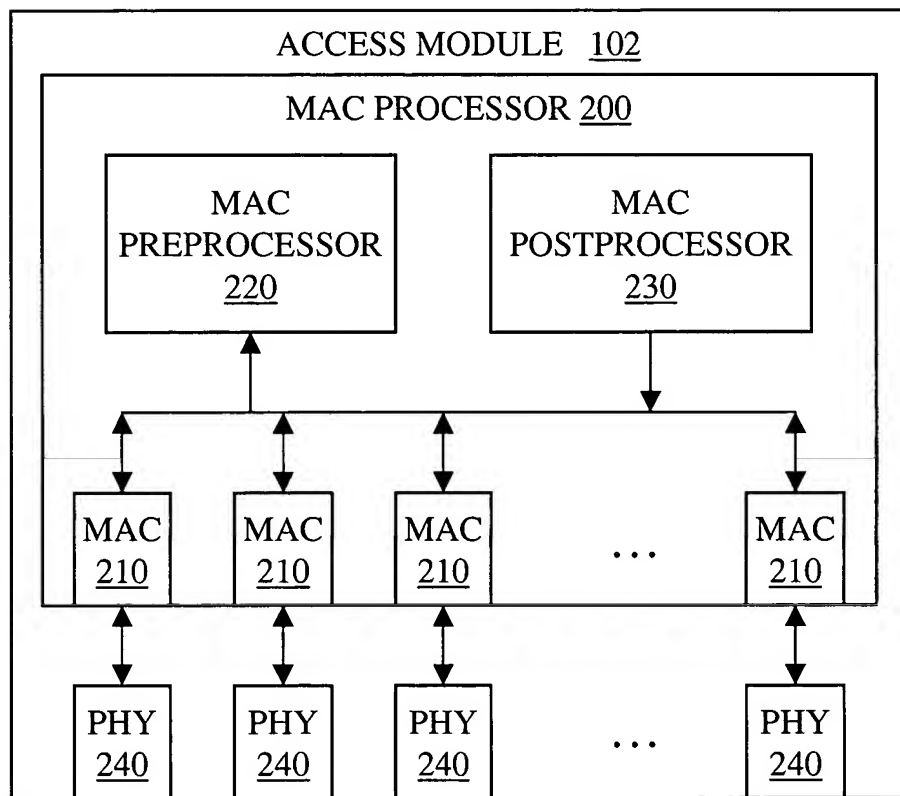 ACCESS MODULE 102
MAC PROCESSOR 200
MAC PREPROCESSOR 220
MAC POSTPROCESSOR 230
MAC 210
MAC 210
MAC 210
...
MAC 210
PHY 240
PHY 240
PHY 240
...
PHY 240